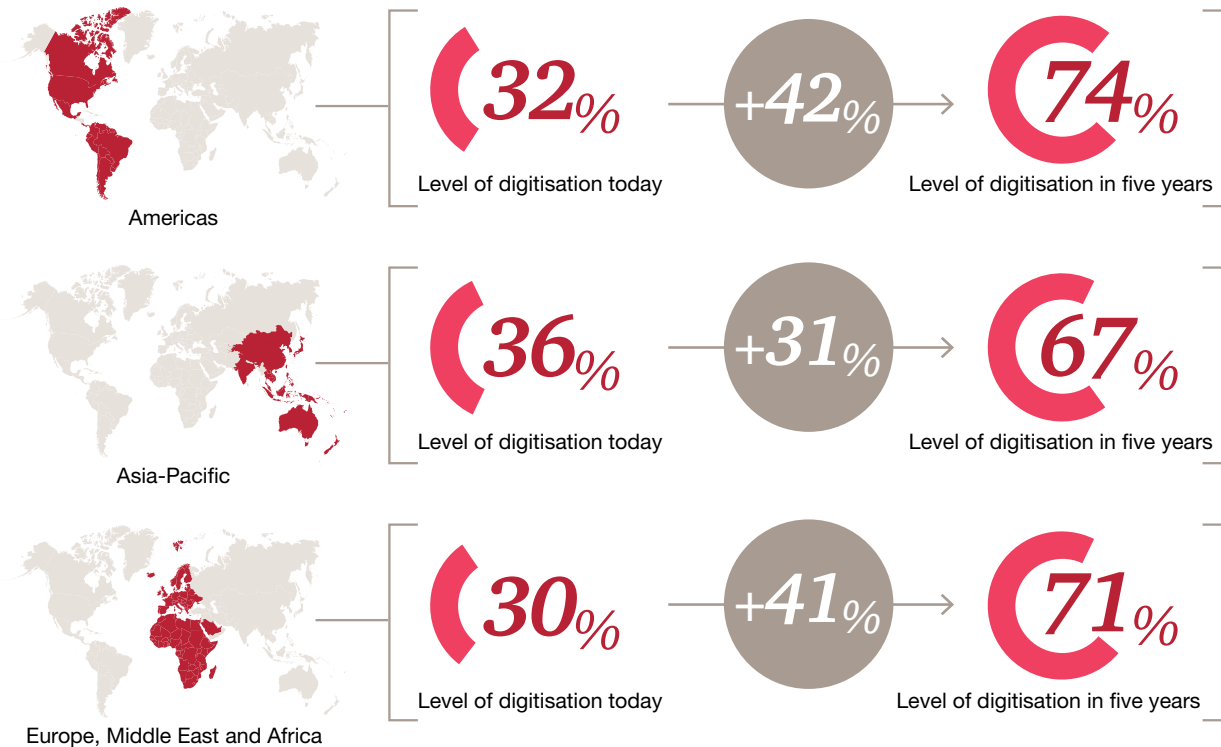 32%
+42%
74%
Level of digitisation today
Level of digitisation in five years
Americas
36%
+31%
67%
Level of digitisation today
Level of digitisation in five years
Asia-Pacific
30%
+41%
71%
Level of digitisation today
Level of digitisation in five years
Europe, Middle East and Africa